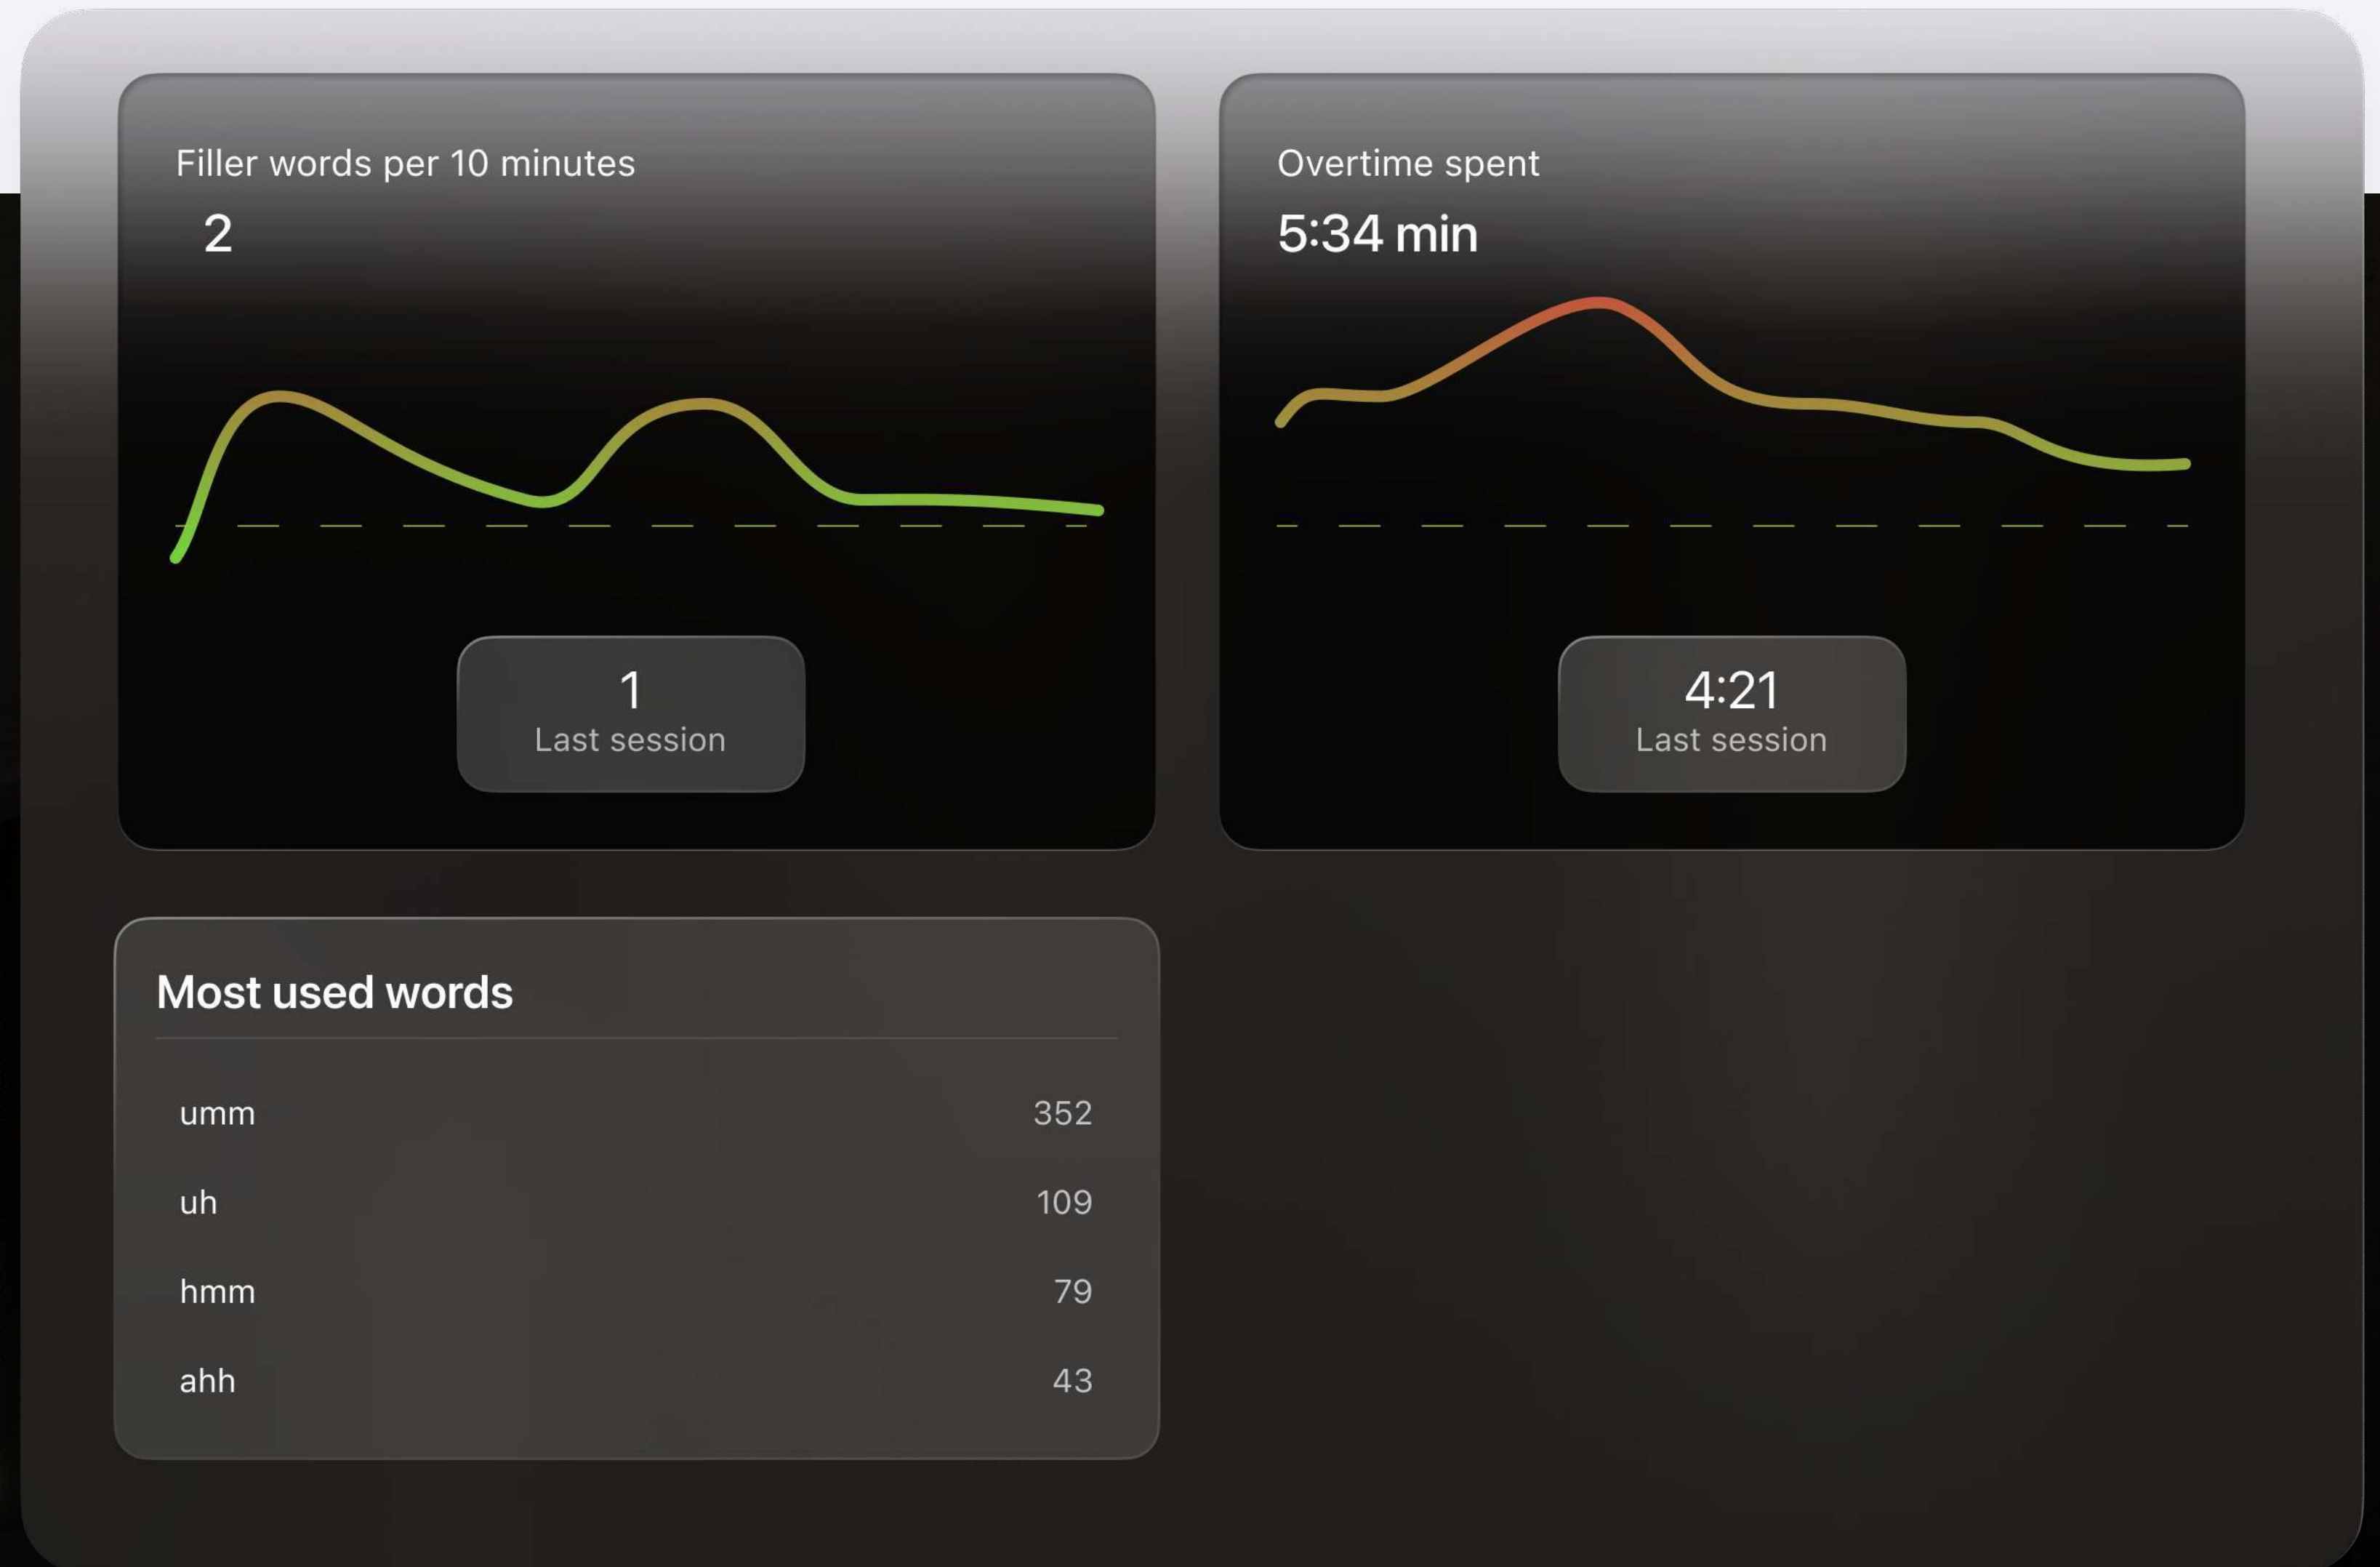 Filler words per 10 minutes
2
1
Last session
Overtime spent
5:34 min
4:21
Last session
Most used words
umm 352
uh 109
hmm 79
ahh 43